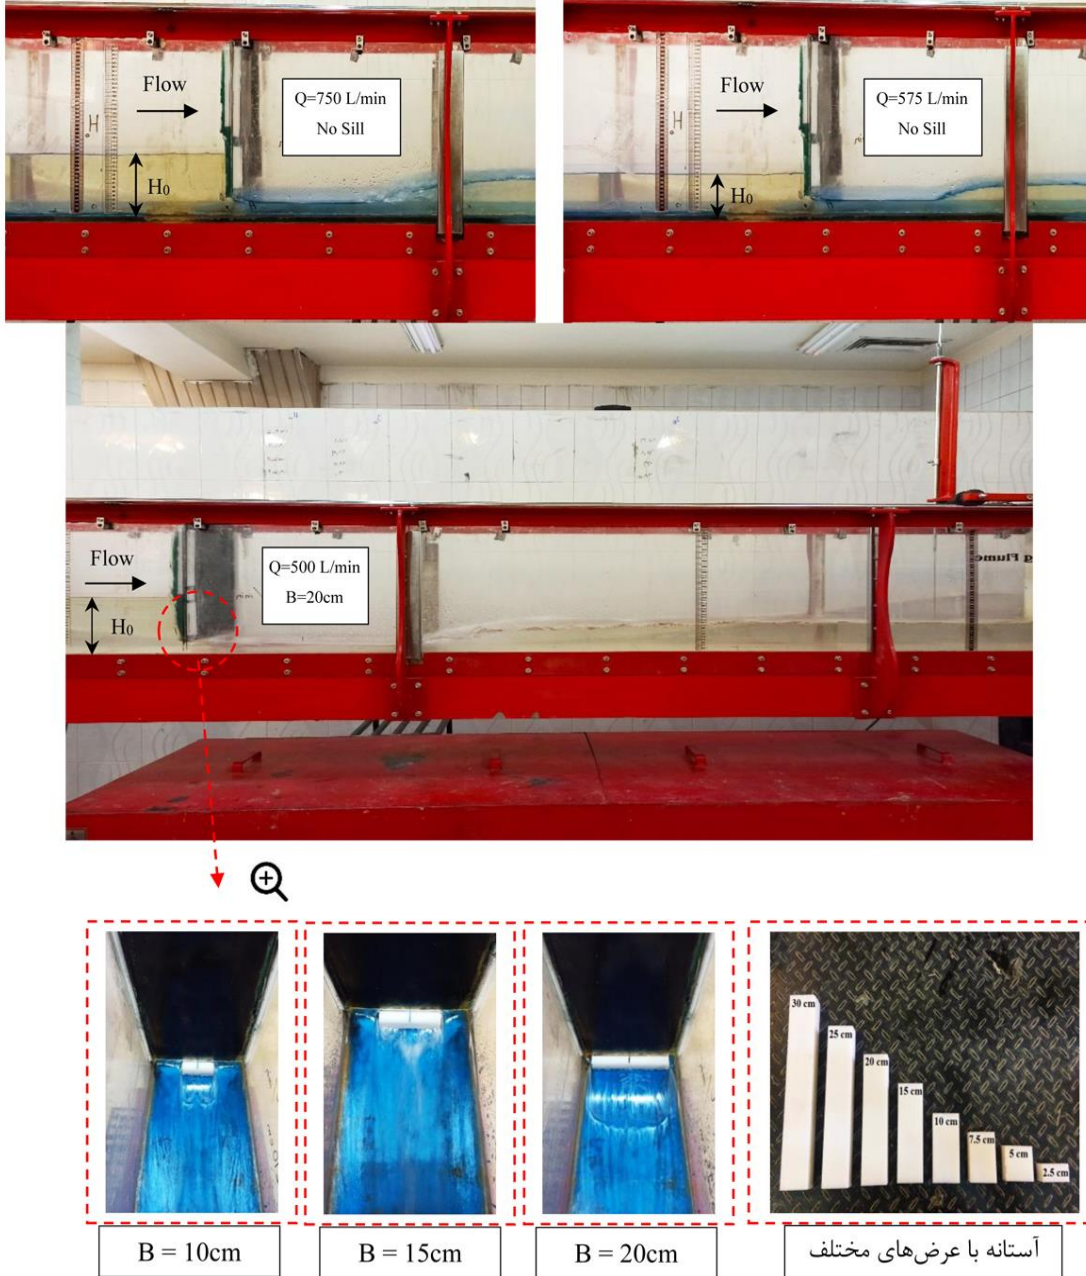 Flow
Q=750 L/min
No Sill
H
H₀
Flow
Q=575 L/min
No Sill
H
H₀
Flow
Q=500 L/min
B=20cm
H₀
g Flume
30 cm
25 cm
20 cm
15 cm
10 cm
7.5 cm
5 cm
2.5 cm
B = 10cm
B = 15cm
B = 20cm
آستانه با عرض‌های مختلف